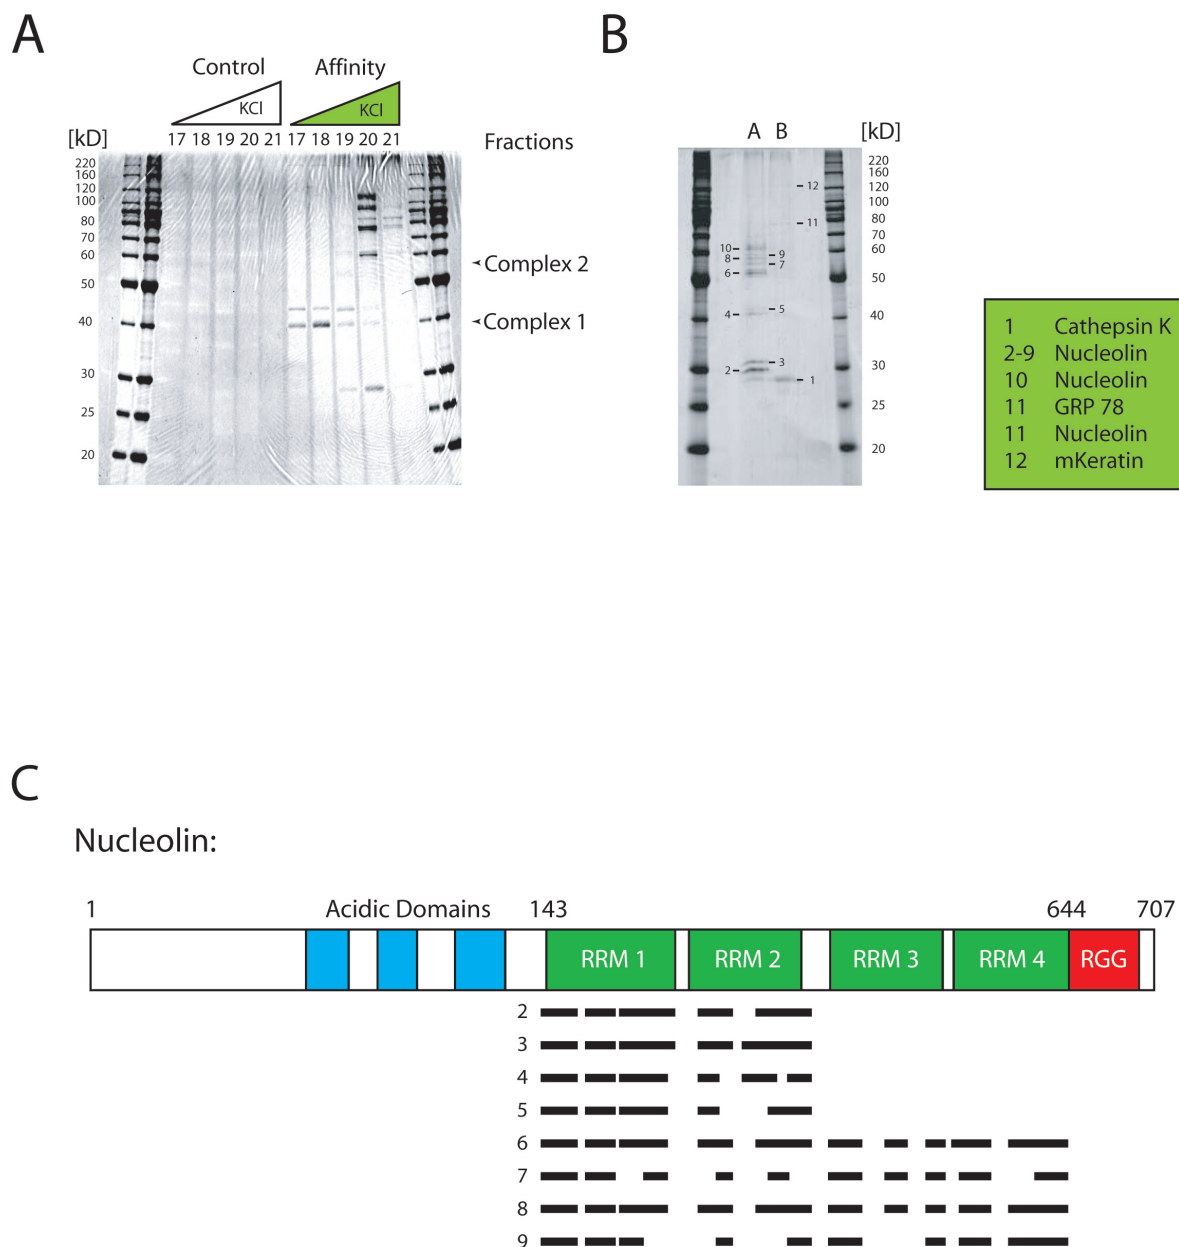 A
B
Control Affinity
KCl KCl
[kD] 17 18 19 20 21 17 18 19 20 21 Fractions
220
160
120
100
80
70
60
50
40
30
25
20
Complex 2
Complex 1
A B [kD]
12
11
10
9
8
7
6
5
4
3
2
1
220
160
120
100
80
70
60
50
40
30
25
20
1 Cathepsin K
2-9 Nucleolin
10 Nucleolin
11 GRP 78
11 Nucleolin
12 mKeratin
C
Nucleolin:
1 Acidic Domains 143 644 707
RRM 1 RRM 2 RRM 3 RRM 4 RGG
2
3
4
5
6
7
8
9